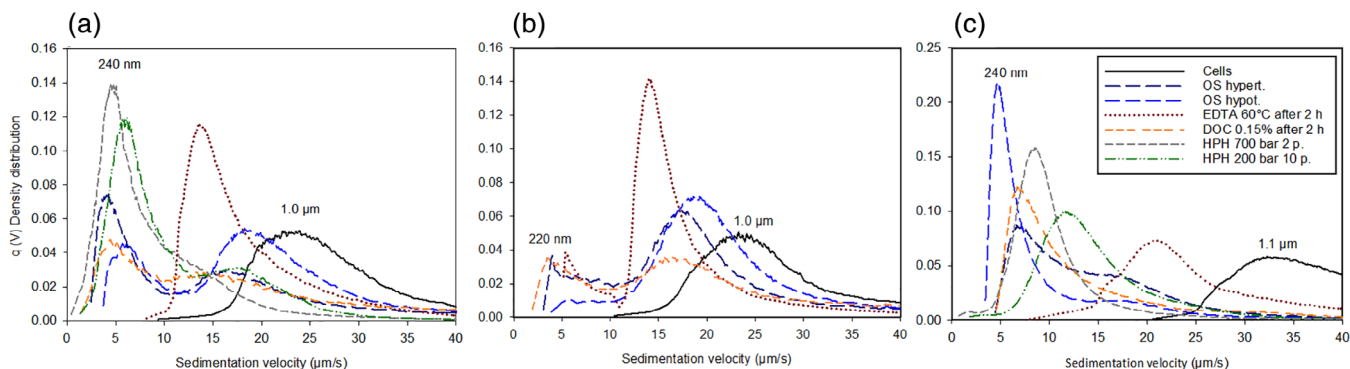 (a)
0.16
0.14
0.12
0.10
0.08
0.06
0.04
0.02
0.00
q (V) Density distribution
240 nm
1.0 µm
0 5 10 15 20 25 30 35 40
Sedimentation velocity (µm/s)
(b)
0.16
0.14
0.12
0.10
0.08
0.06
0.04
0.02
0.00
220 nm
1.0 µm
0 5 10 15 20 25 30 35 40
Sedimentation velocity (µm/s)
(c)
0.25
0.20
0.15
0.10
0.05
0.00
240 nm
1.1 µm
Cells
OS hypert.
OS hypot.
EDTA 60°C after 2 h
DOC 0.15% after 2 h
HPH 700 bar 2 p.
HPH 200 bar 10 p.
0 5 10 15 20 25 30 35 40
Sedimentation velocity (µm/s)